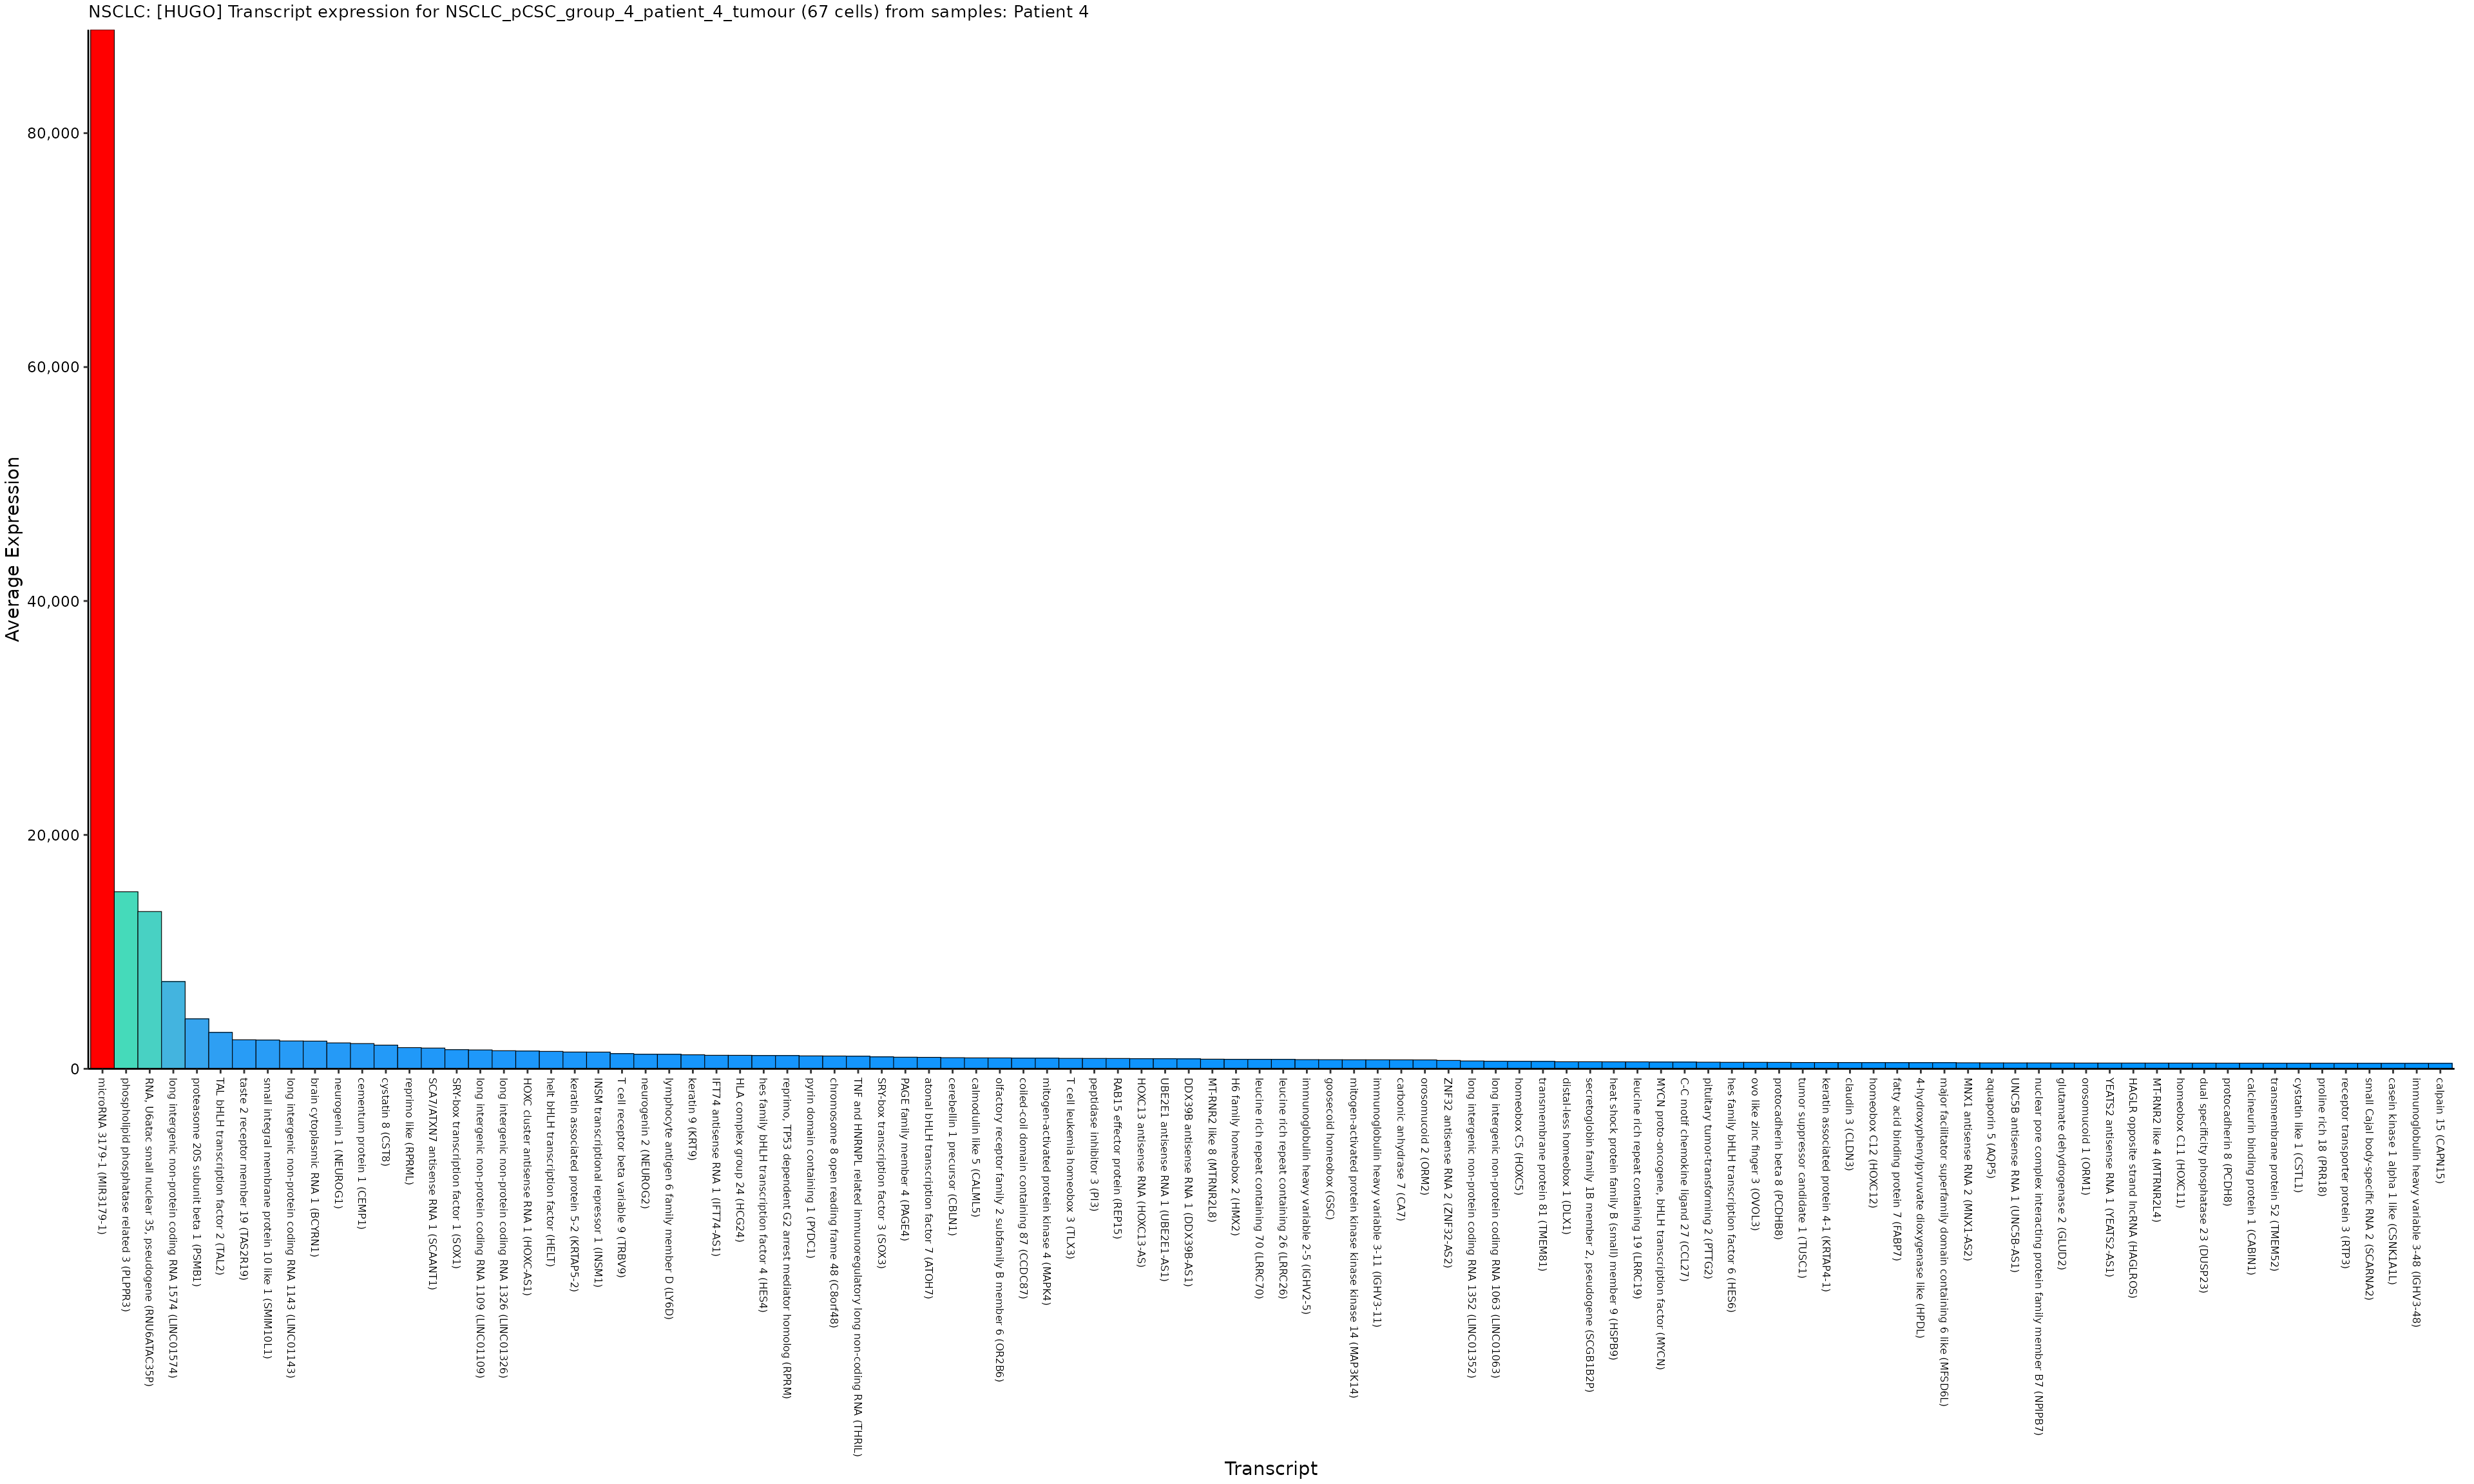 NSCLC: [HUGO] Transcript expression for NSCLC_pCSC_group_4_patient_4_tumour (67 cells) from samples: Patient 4
Average Expression
80,000
60,000
40,000
20,000
0
microRNA 3179-1 (MIR3179-1)
phospholipid phosphatase related 3 (PLPPR3)
RNA, U6atac small nuclear 35, pseudogene (RNU6ATAC35P)
long intergenic non-protein coding RNA 1574 (LINC01574)
proteasome 20S subunit beta 1 (PSMB1)
TAL bHLH transcription factor 2 (TAL2)
taste 2 receptor member 19 (TAS2R19)
small integral membrane protein 10 like 1 (SMIM10L1)
long intergenic non-protein coding RNA 1143 (LINC01143)
brain cytoplasmic RNA 1 (BCYRN1)
neurogenin 1 (NEUROG1)
cementum protein 1 (CEMP1)
cystatin 8 (CST8)
reprimo like (RPRML)
SCA7/ATXN7 antisense RNA 1 (SCAANT1)
SRY-box transcription factor 1 (SOX1)
long intergenic non-protein coding RNA 1109 (LINC01109)
long intergenic non-protein coding RNA 1326 (LINC01326)
HOXC cluster antisense RNA 1 (HOXC-AS1)
helt bHLH transcription factor (HELT)
keratin associated protein 5-2 (KRTAP5-2)
INSM transcriptional repressor 1 (INSM1)
T cell receptor beta variable 9 (TRBV9)
neurogenin 2 (NEUROG2)
lymphocyte antigen 6 family member D (LY6D)
keratin 9 (KRT9)
IFT74 antisense RNA 1 (IFT74-AS1)
HLA complex group 24 (HCG24)
hes family bHLH transcription factor 4 (HES4)
reprimo, TP53 dependent G2 arrest mediator homolog (RPRM)
pyrin domain containing 1 (PYDC1)
chromosome 8 open reading frame 48 (C8orf48)
TNF and HNRNPL related immunoregulatory long non-coding RNA (THRIL)
SRY-box transcription factor 3 (SOX3)
PAGE family member 4 (PAGE4)
atonal bHLH transcription factor 7 (ATOH7)
cerebellin 1 precursor (CBLN1)
calmodulin like 5 (CALML5)
olfactory receptor family 2 subfamily B member 6 (OR2B6)
coiled-coil domain containing 87 (CCDC87)
mitogen-activated protein kinase 4 (MAPK4)
T cell leukemia homeobox 3 (TLX3)
peptidase inhibitor 3 (PI3)
RAB15 effector protein (REP15)
HOXC13 antisense RNA (HOXC13-AS)
UBE2E1 antisense RNA 1 (UBE2E1-AS1)
DDX39B antisense RNA 1 (DDX39B-AS1)
MT-RNR2 like 8 (MTRNR2L8)
H6 family homeobox 2 (HMX2)
leucine rich repeat containing 70 (LRRC70)
leucine rich repeat containing 26 (LRRC26)
immunoglobulin heavy variable 2-5 (IGHV2-5)
goosecoid homeobox (GSC)
mitogen-activated protein kinase kinase kinase 14 (MAP3K14)
immunoglobulin heavy variable 3-11 (IGHV3-11)
carbonic anhydrase 7 (CA7)
orosomucoid 2 (ORM2)
ZNF32 antisense RNA 2 (ZNF32-AS2)
long intergenic non-protein coding RNA 1352 (LINC01352)
long intergenic non-protein coding RNA 1063 (LINC01063)
homeobox C5 (HOXC5)
transmembrane protein 81 (TMEM81)
distal-less homeobox 1 (DLX1)
secretoglobin family 1B member 2, pseudogene (SCGB1B2P)
heat shock protein family B (small) member 9 (HSPB9)
leucine rich repeat containing 19 (LRRC19)
MYCN proto-oncogene, bHLH transcription factor (MYCN)
C-C motif chemokine ligand 27 (CCL27)
pituitary tumor-transforming 2 (PTTG2)
hes family bHLH transcription factor 6 (HES6)
ovo like zinc finger 3 (OVOL3)
protocadherin beta 8 (PCDHB8)
tumor suppressor candidate 1 (TUSC1)
keratin associated protein 4-1 (KRTAP4-1)
claudin 3 (CLDN3)
homeobox C12 (HOXC12)
fatty acid binding protein 7 (FABP7)
4-hydroxyphenylpyruvate dioxygenase like (HPDL)
major facilitator superfamily domain containing 6 like (MFSD6L)
MNX1 antisense RNA 2 (MNX1-AS2)
aquaporin 5 (AQP5)
UNC5B antisense RNA 1 (UNC5B-AS1)
nuclear pore complex interacting protein family member B7 (NPIPB7)
glutamate dehydrogenase 2 (GLUD2)
orosomucoid 1 (ORM1)
YEATS2 antisense RNA 1 (YEATS2-AS1)
HAGLR opposite strand lncRNA (HAGLROS)
MT-RNR2 like 4 (MTRNR2L4)
homeobox C11 (HOXC11)
dual specificity phosphatase 23 (DUSP23)
protocadherin 8 (PCDH8)
calcineurin binding protein 1 (CABIN1)
transmembrane protein 52 (TMEM52)
cystatin like 1 (CSTL1)
proline rich 18 (PRR18)
receptor transporter protein 3 (RTP3)
small Cajal body-specific RNA 2 (SCARNA2)
casein kinase 1 alpha 1 like (CSNK1A1L)
immunoglobulin heavy variable 3-48 (IGHV3-48)
calpain 15 (CAPN15)
Transcript